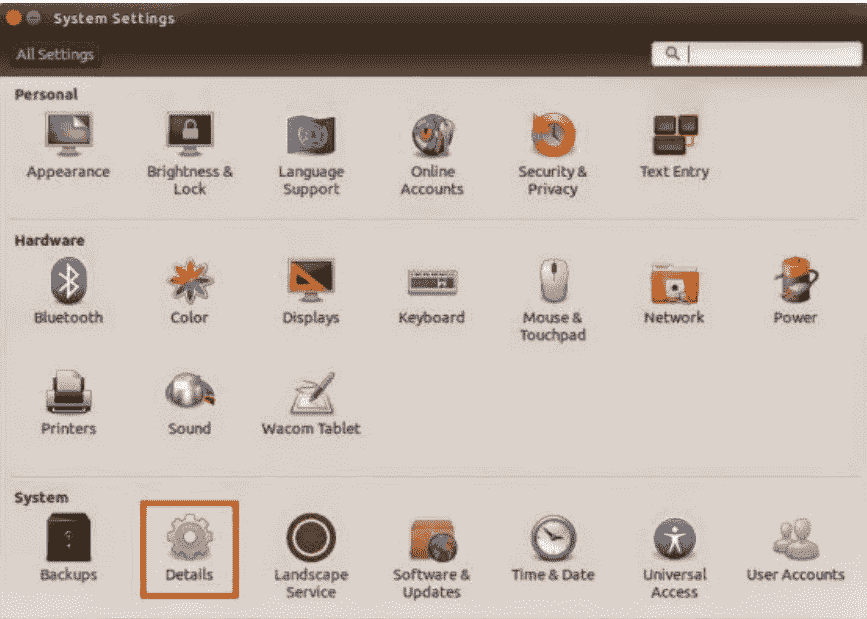 System Settings
All Settings
Personal
Appearance
Brightness &
Lock
Language
Support
Online
Accounts
Security &
Privacy
Text Entry
Hardware
Bluetooth
Color
Displays
Keyboard
Mouse &
Touchpad
Network
Power
Printers
Sound
Wacom Tablet
System
Backups
Details
Landscape
Service
Software &
Updates
Time & Date
Universal
Access
User Accounts